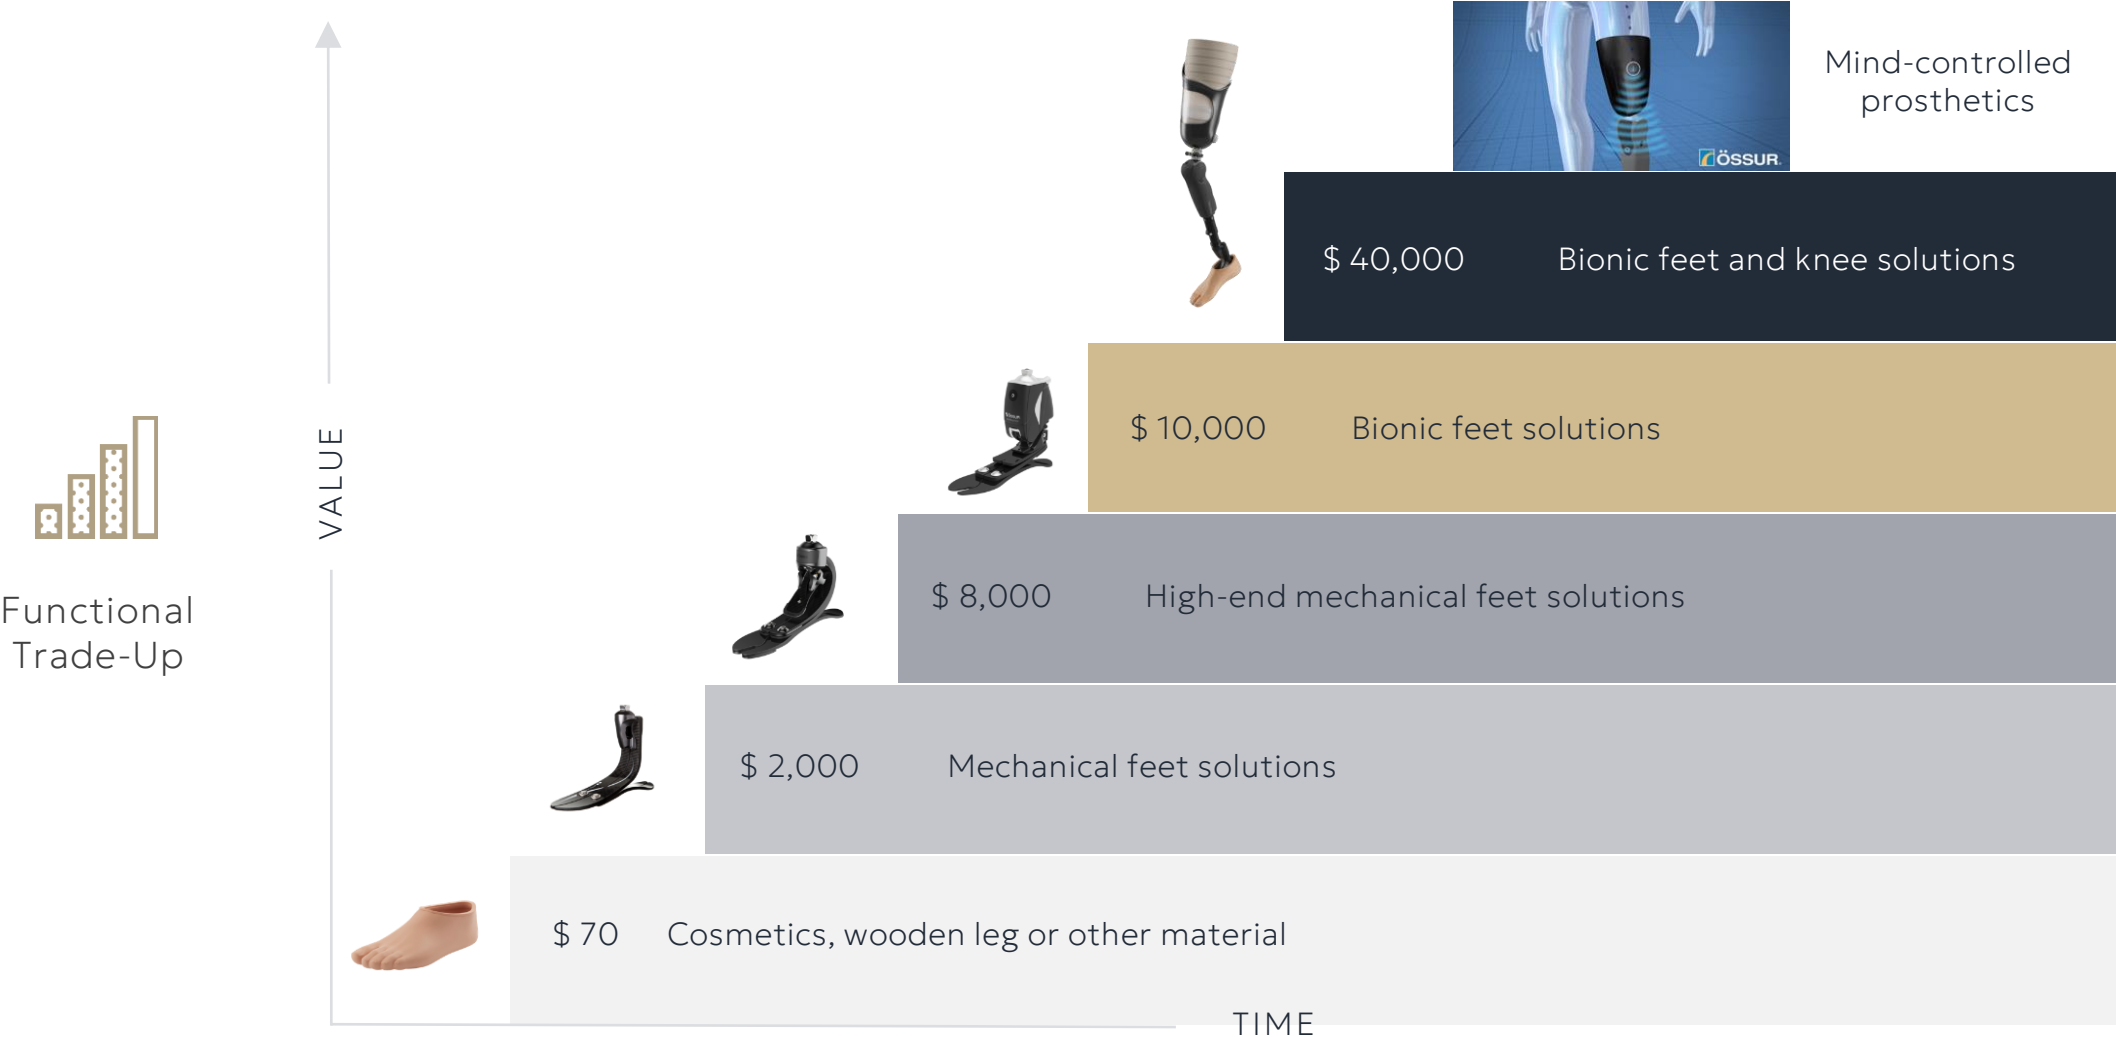 Mind-controlled
prosthetics
ÖSSUR
$ 40,000 Bionic feet and knee solutions
$ 10,000 Bionic feet solutions
VALUE
$ 8,000 High-end mechanical feet solutions
Functional
Trade-Up
$ 2,000 Mechanical feet solutions
$ 70 Cosmetics, wooden leg or other material
TIME